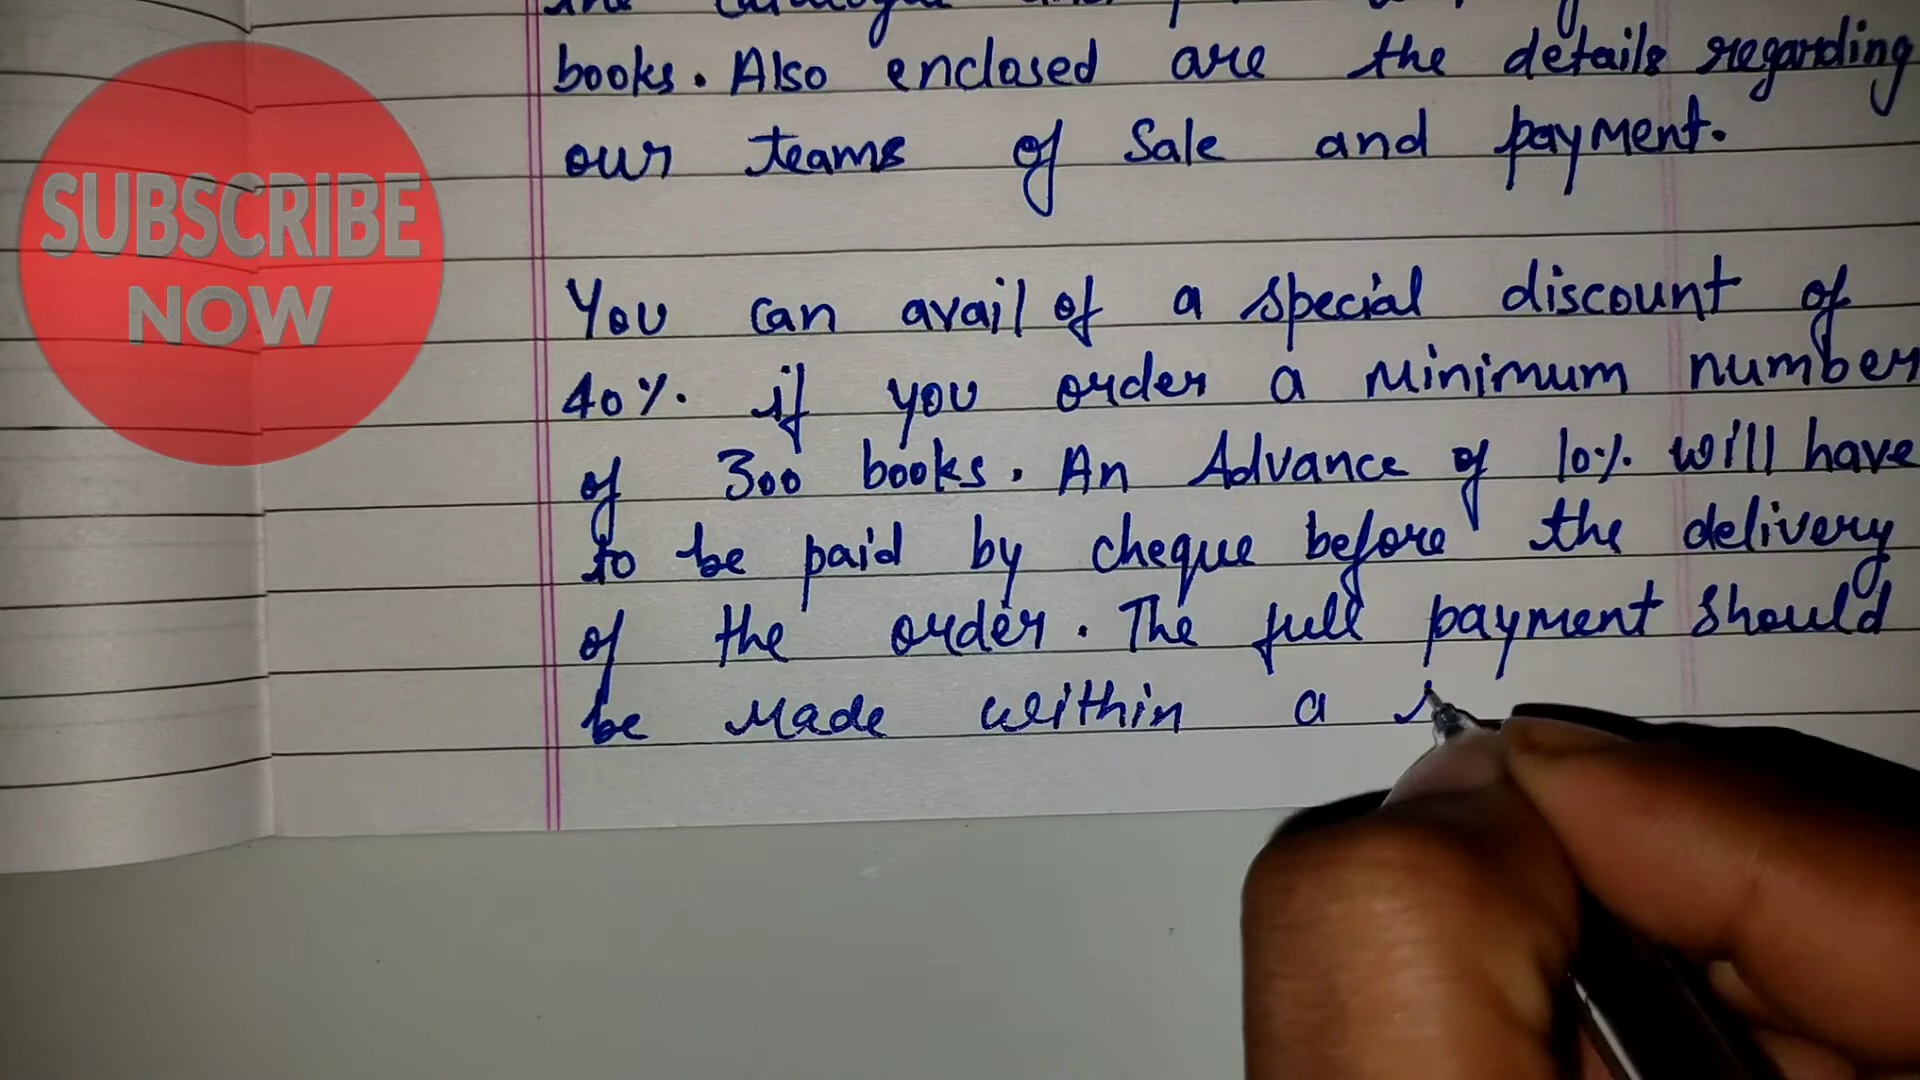 the catalogue
books. Also enclosed are the details regarding
our teams of Sale and payment.
You can avail of a special discount of
40% if you order a minimum number
of 300 books. An Advance of 10% will have
to be paid by cheque before the delivery
of the order. The full payment should
be made within a
SUBSCRIBE
NOW